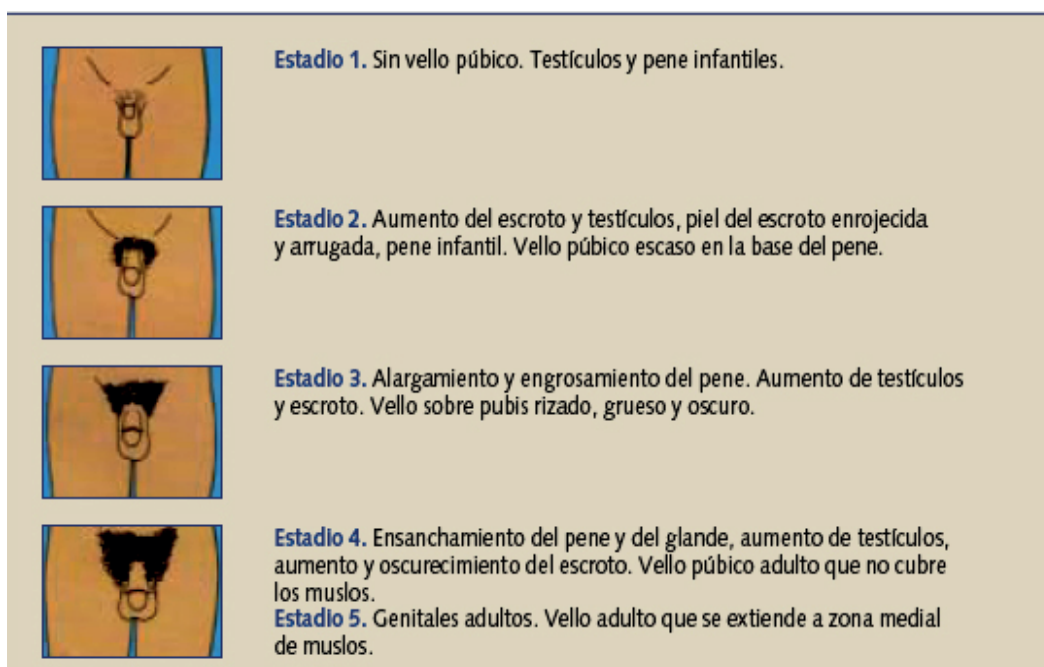 Estadio 1. Sin vello púbico. Testículos y pene infantiles.
Estadio 2. Aumento del escroto y testículos, piel del escroto enrojecida
y arrugada, pene infantil. Vello púbico escaso en la base del pene.
Estadio 3. Alargamiento y engrosamiento del pene. Aumento de testículos
y escroto. Vello sobre pubis rizado, grueso y oscuro.
Estadio 4. Ensanchamiento del pene y del glande, aumento de testículos,
aumento y oscurecimiento del escroto. Vello púbico adulto que no cubre
los muslos.
Estadio 5. Genitales adultos. Vello adulto que se extiende a zona medial
de muslos.